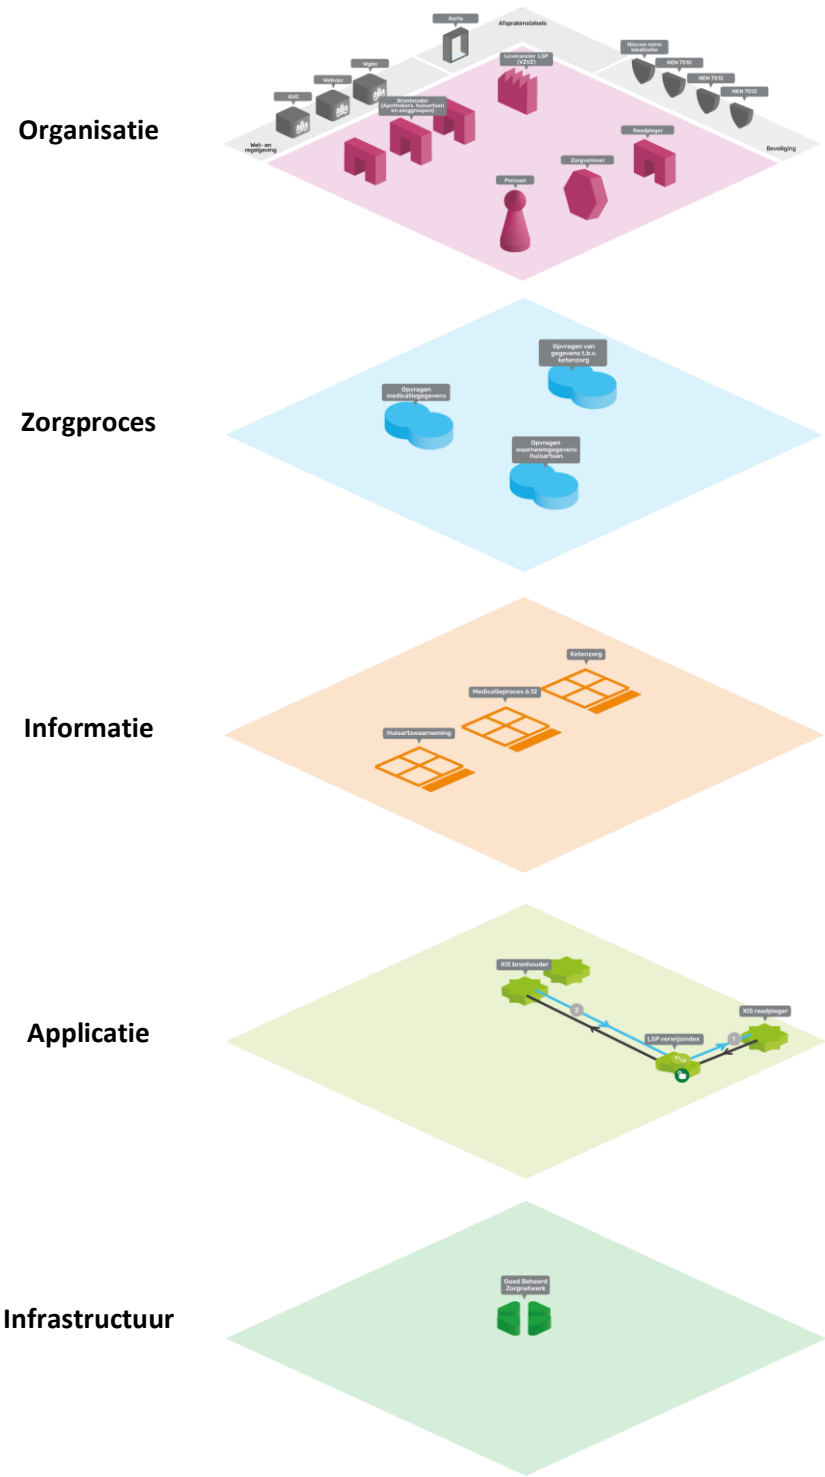 Aorta
Afsprakenstelsels
Nieuwe norm
lokalisatie
NEN 7510
NEN 7512
NEN 7513
Leverancier LSP
(VZVZ)
Wgbo
Wabvpz
AVG
Bronhouder
(Apothekers, huisartsen
en zorggroepen)
Organisatie
Wet- en
regelgeving
Raadpleger
Beveiliging
Zorgverlener
Persoon
Opvragen van
gegevens t.b.v.
ketenzorg
Opvragen
medicatiegegevens
Zorgproces
Opvragen
waarneemgegevens
huisartsen
Ketenzorg
Medicatieproces 6.12
Informatie
Huisartswaarneming
XIS bronhouder
2
XIS raadpleger
Applicatie
LSP verwijsindex
1
Goed Beheerd
Zorgnetwerk
Infrastructuur